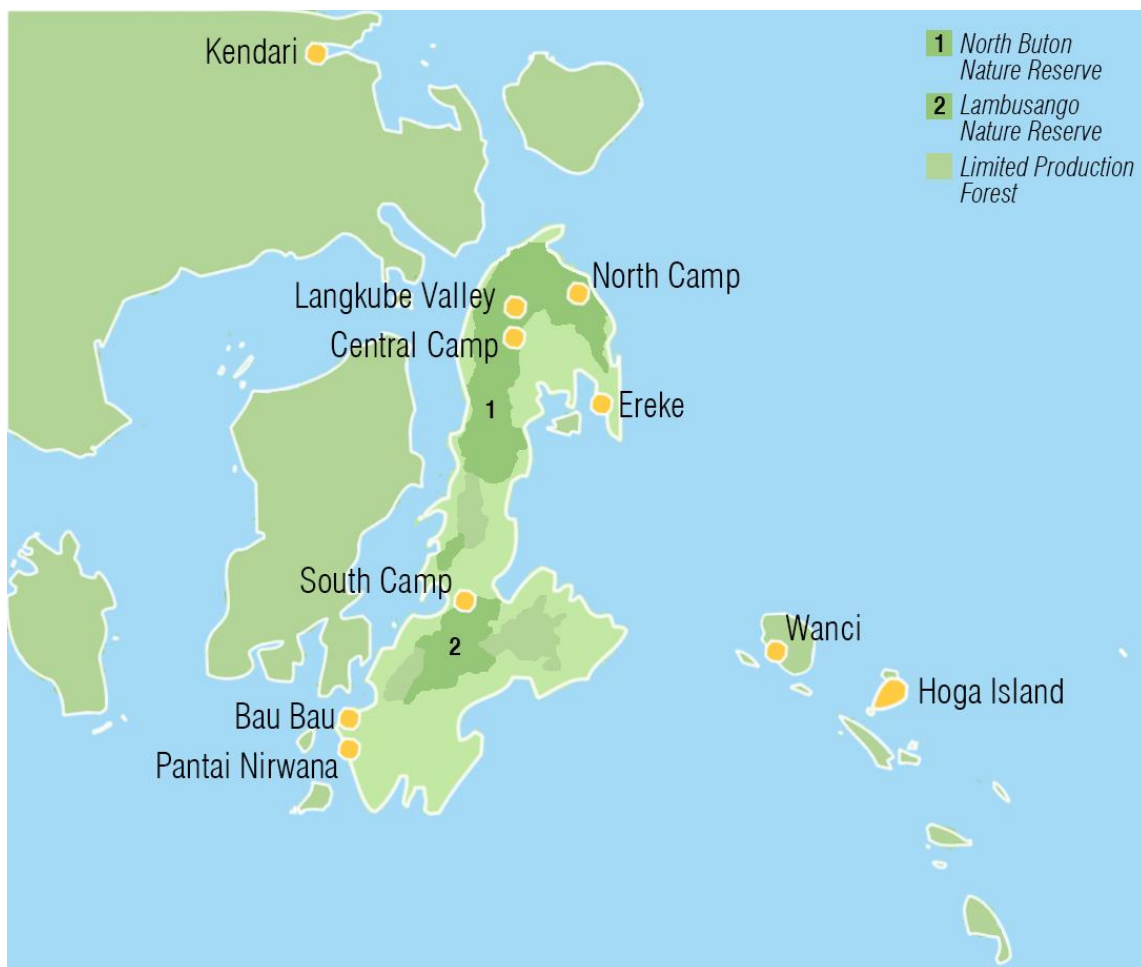 Kendari
1 North Buton
Nature Reserve
2 Lambusango
Nature Reserve
Limited Production
Forest
Langkube Valley
North Camp
Central Camp
1
Ereke
South Camp
2
Wanci
Hoga Island
Bau Bau
Pantai Nirwana